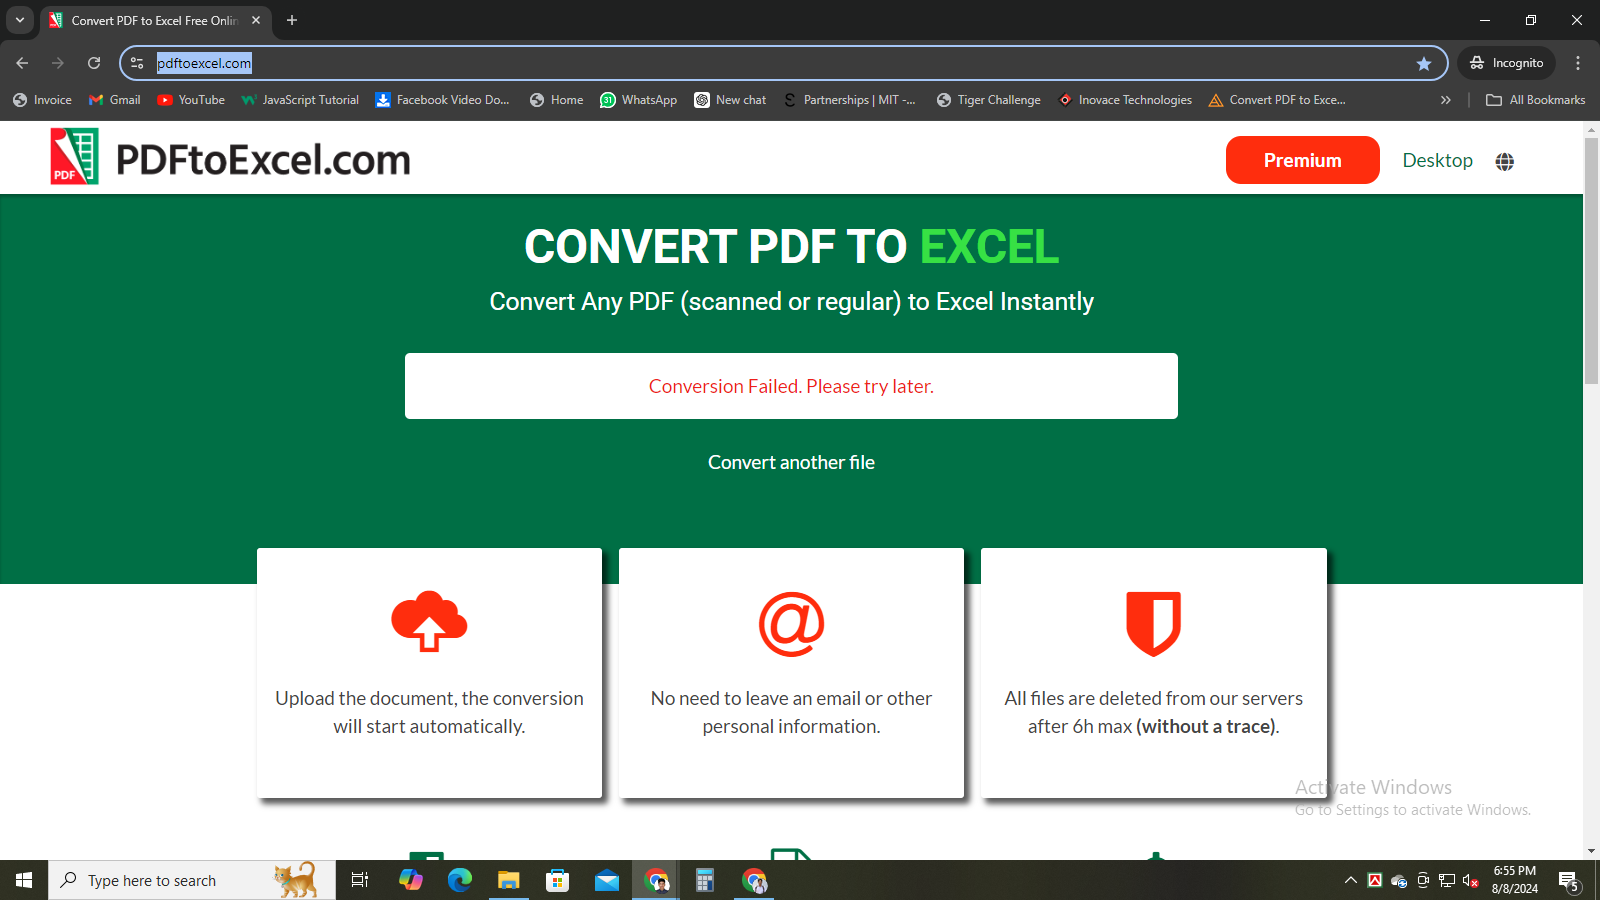 Convert PDF to Excel Free Onlin
pdftoexcel.com
Incognito
Invoice
Gmail
YouTube
JavaScript Tutorial
Facebook Video Do...
Home
WhatsApp
New chat
Partnerships | MIT -...
Tiger Challenge
Inovace Technologies
Convert PDF to Exce...
All Bookmarks
PDF
PDFtoExcel.com
Premium
Desktop
CONVERT PDF TO EXCEL
Convert Any PDF (scanned or regular) to Excel Instantly
Conversion Failed. Please try later.
Convert another file
@
Upload the document, the conversion
will start automatically.
No need to leave an email or other
personal information.
All files are deleted from our servers
after 6h max (without a trace).
Activate Windows
Go to Settings to activate Windows.
Type here to search
6:55 PM
8/8/2024
5